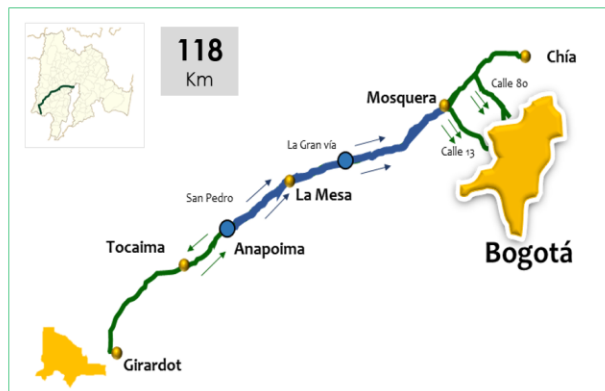 118
Km
Chía
Calle 80
Mosquera
Calle 13
La Gran vía
La Mesa
San Pedro
Bogotá
Anapoima
Tocaima
Girardot